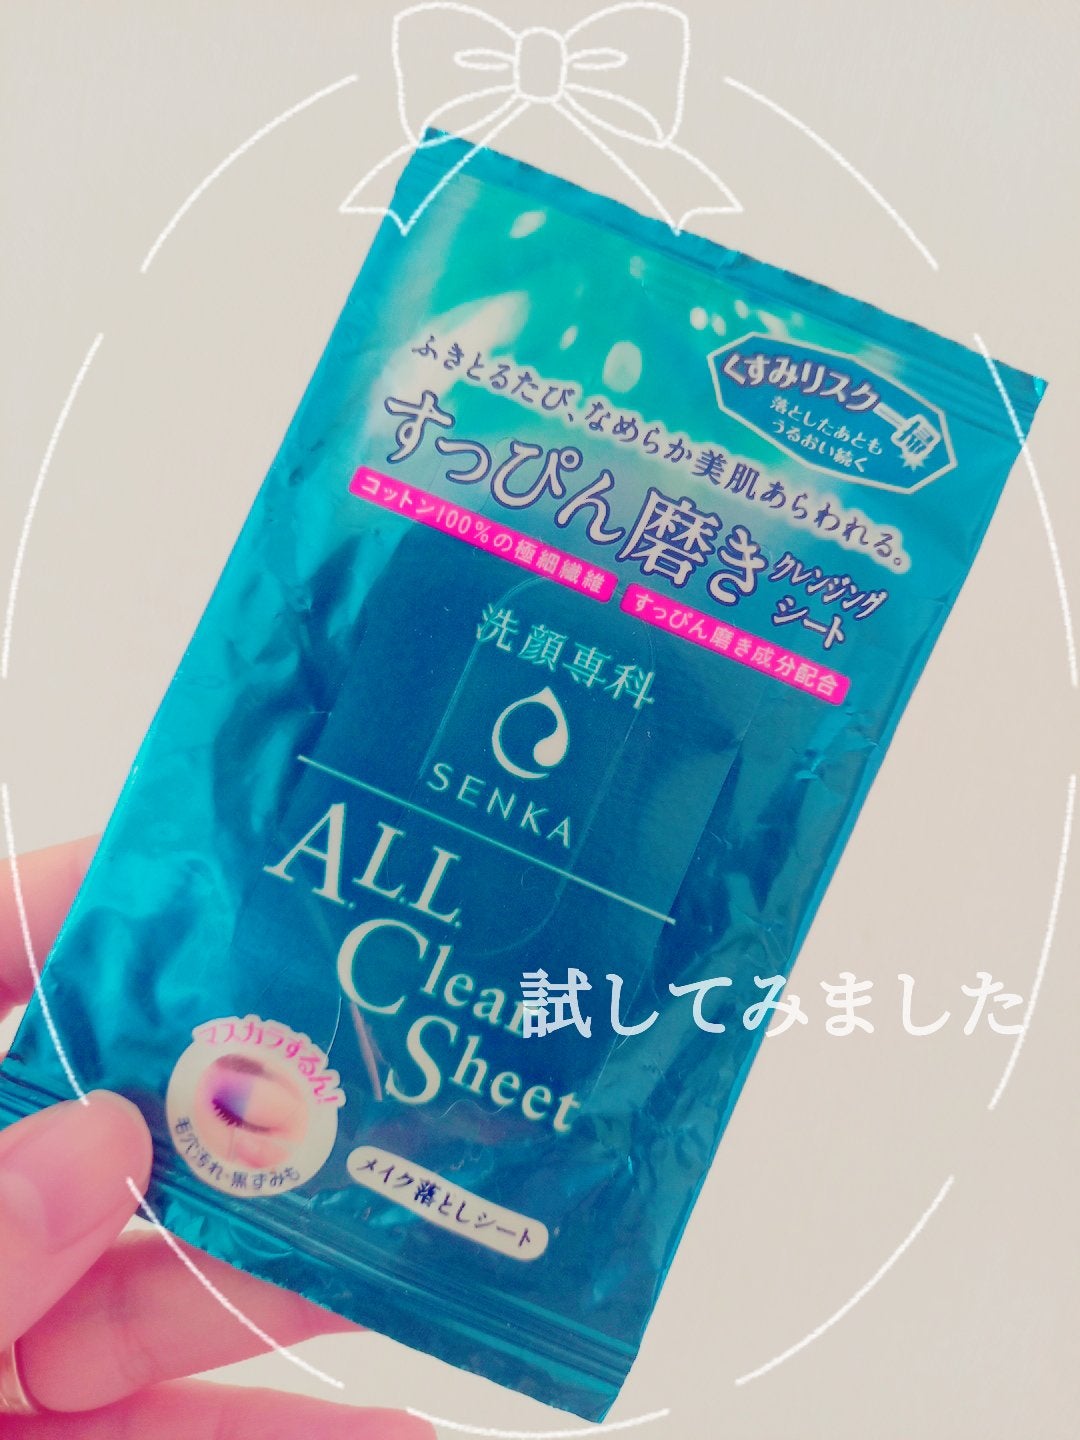 くすみリスク一掃
落としたあとも
うるおい続く
ふきとるたび、なめらか美肌あらわれる。
すっぴん磨き クレンジング
シート
コットン100%の極細繊維 すっぴん磨き成分配合
洗顔専科
SENKA
A.L.L.
Clean
Sheet
試してみました
マスカラするん!
毛穴汚れ・黒ずみも
メイク落としシート